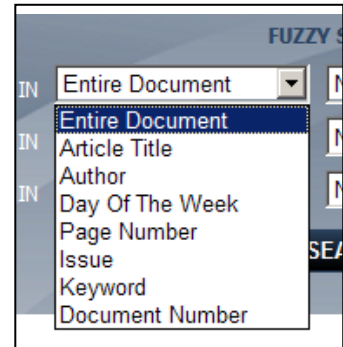 FUZZY S
IN Entire Document N
Entire Document
IN Article Title N
Author
IN Day Of The Week N
Page Number
Issue SEA
Keyword
Document Number